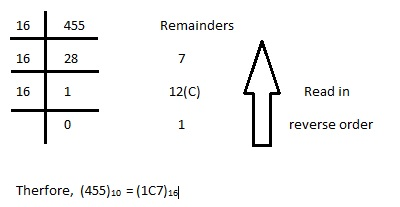 16 455 Remainders
16 28 7
16 1 12(C) Read in
0 1 reverse order
Therfore, (455)₁₀ = (1C7)₁₆